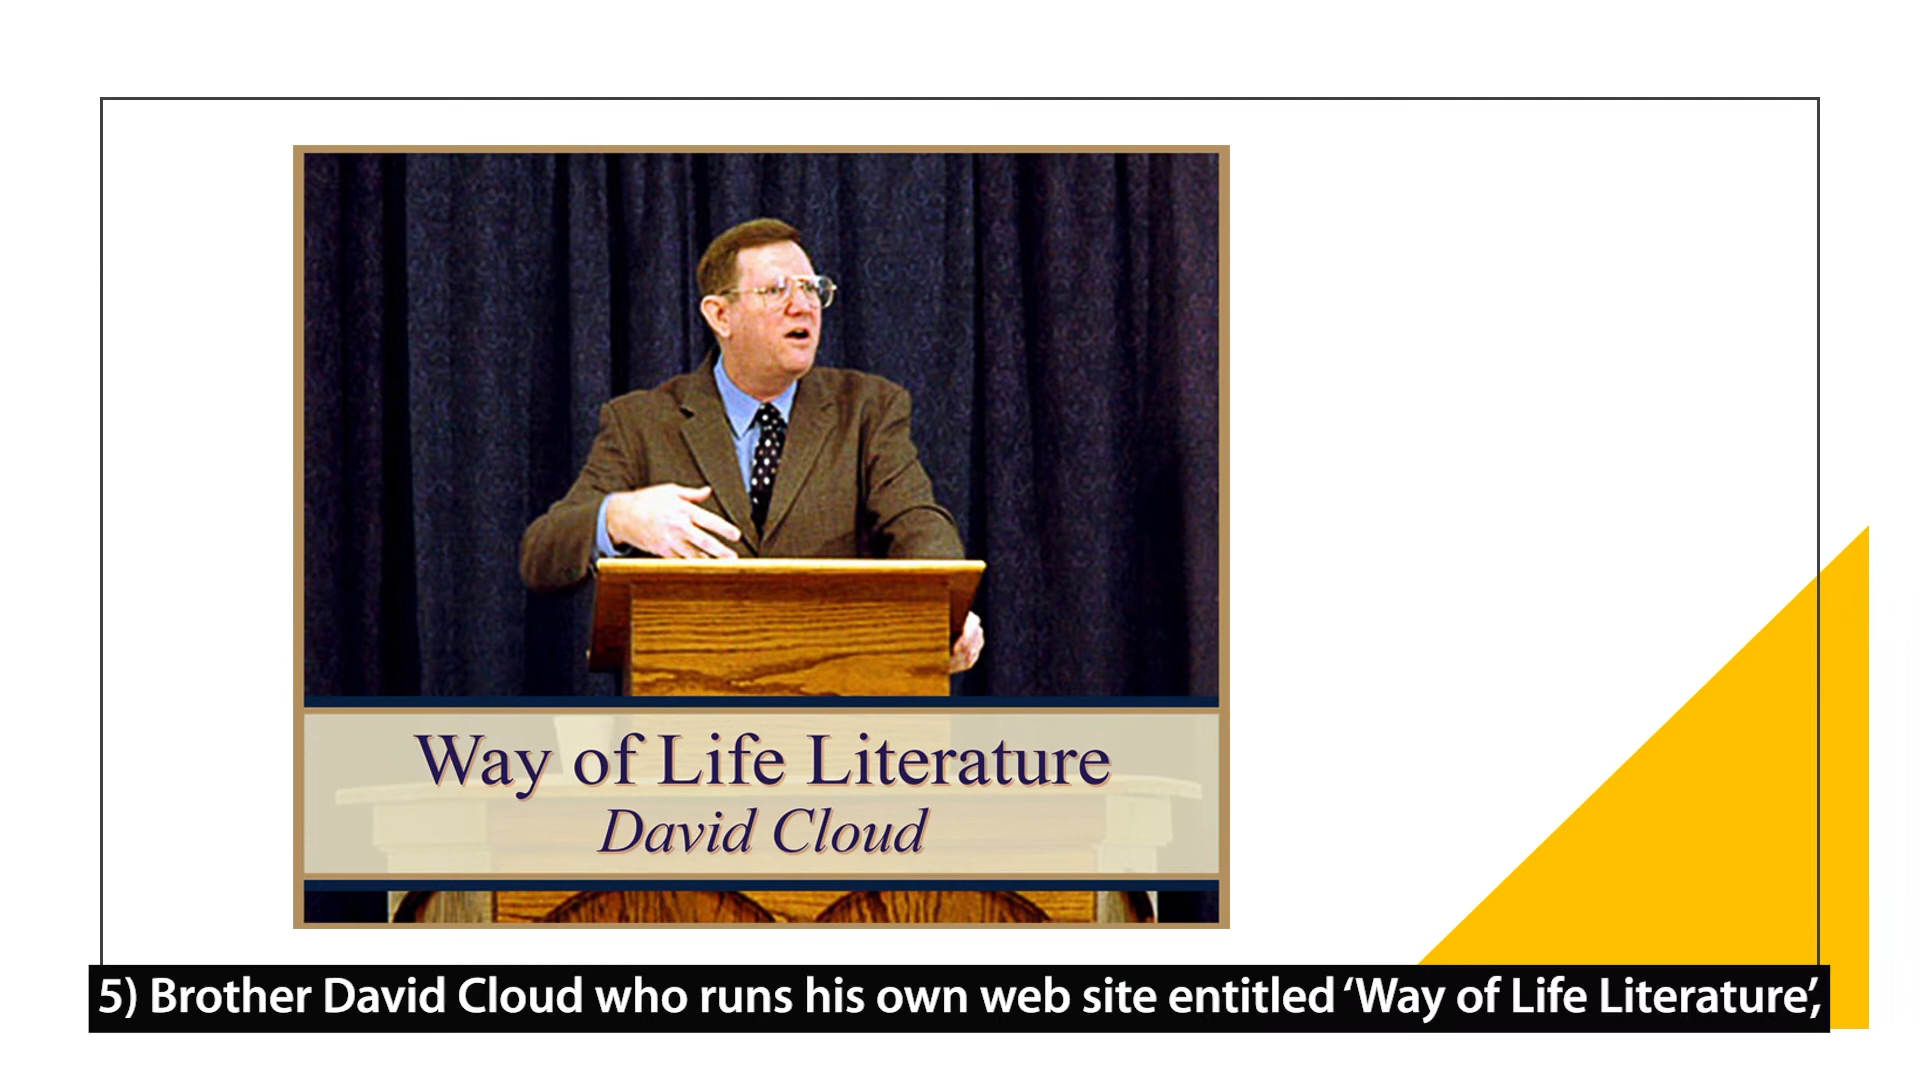 Way of Life Literature
David Cloud
5) Brother David Cloud who runs his own web site entitled ‘Way of Life Literature’,